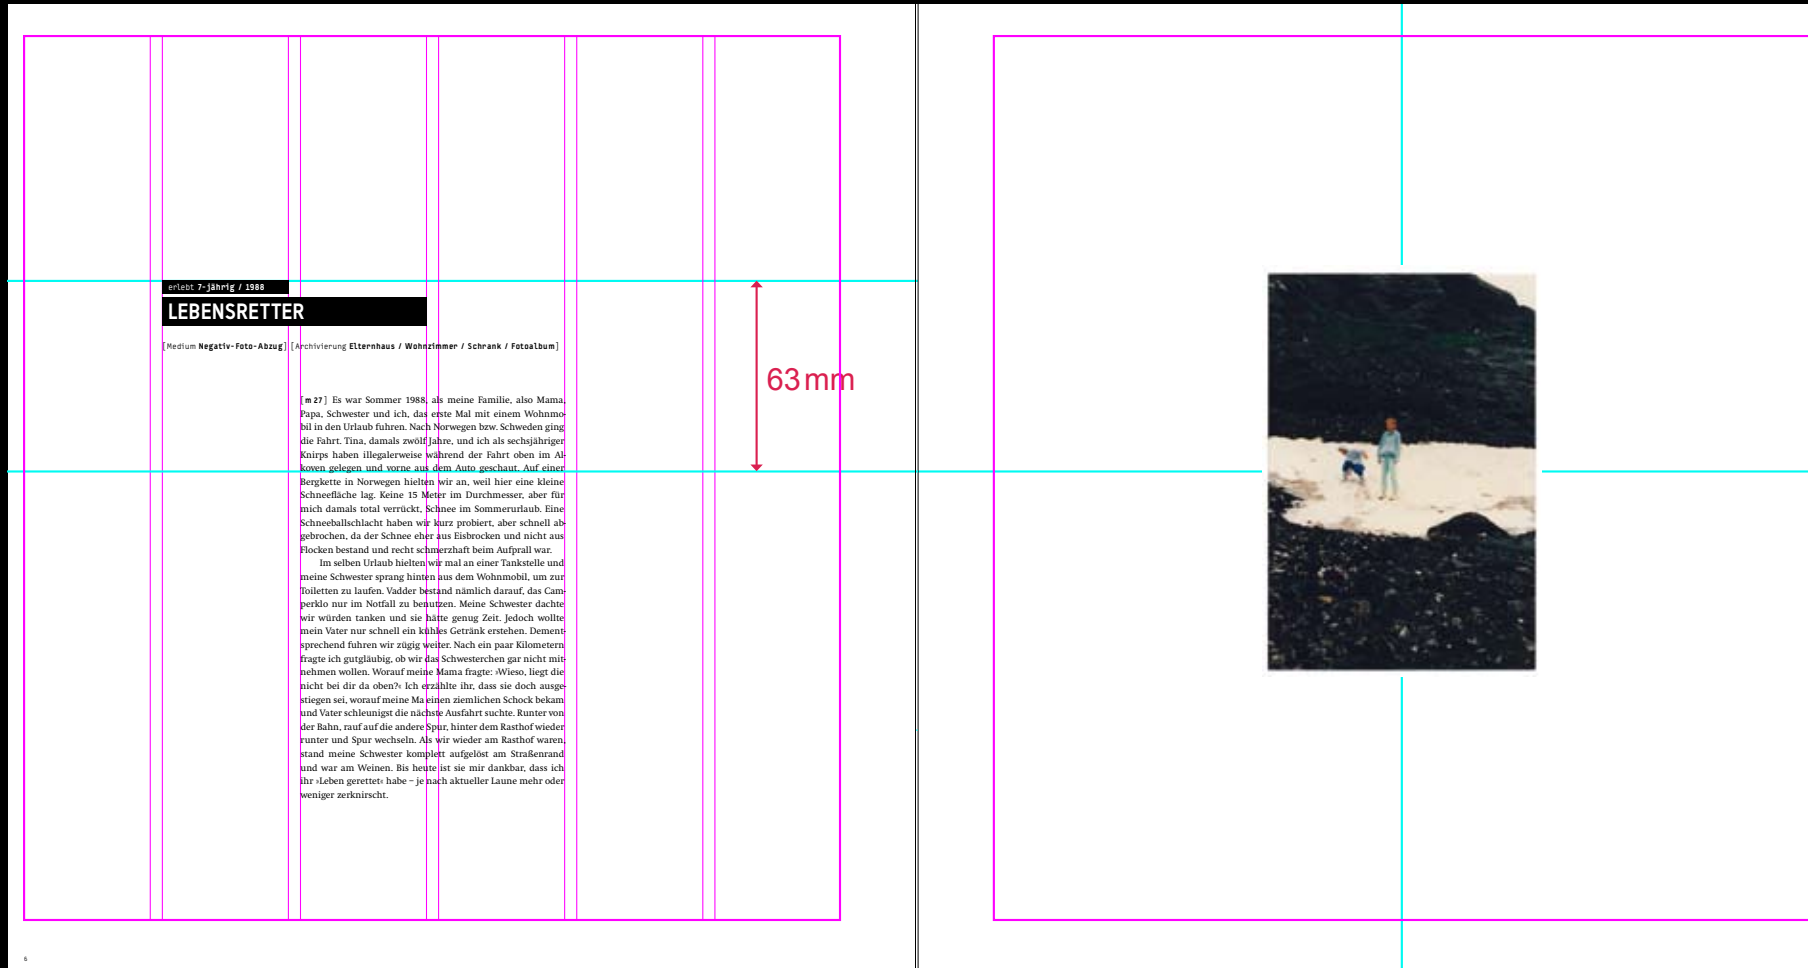 erlebt 7-jährig / 1988
LEBENSRETTER
[Medium Negativ-Foto-Abzug] [Archivierung Elternhaus / Wohnzimmer / Schrank / Fotoalbum]
63 mm
[m 27] Es war Sommer 1988, als meine Familie, also Mama,
Papa, Schwester und ich, das erste Mal mit einem Wohnmo-
bil in den Urlaub fuhren. Nach Norwegen bzw. Schweden ging
die Fahrt. Tina, damals zwölf Jahre, und ich als sechsjähriger
Knirps haben illegalerweise während der Fahrt oben im Al-
koven gelegen und vorne aus dem Auto geschaut. Auf einer
Bergkette in Norwegen hielten wir an, weil hier eine kleine
Schneefläche lag. Keine 15 Meter im Durchmesser, aber für
mich damals total verrückt, Schnee im Sommerurlaub. Eine
Schneeballschlacht haben wir kurz probiert, aber schnell ab-
gebrochen, da der Schnee eher aus Eisbrocken und nicht aus
Flocken bestand und recht schmerzhaft beim Aufprall war.
Im selben Urlaub hielten wir mal an einer Tankstelle und
meine Schwester sprang hinten aus dem Wohnmobil, um zur
Toiletten zu laufen. Vadder bestand nämlich darauf, das Cam-
perklo nur im Notfall zu benutzen. Meine Schwester dachte
wir würden tanken und sie hätte genug Zeit. Jedoch wollte
mein Vater nur schnell ein kühles Getränk erstehen. Dement-
sprechend fuhren wir zügig weiter. Nach ein paar Kilometern
fragte ich gutgläubig, ob wir das Schwesterchen gar nicht mit-
nehmen wollen. Worauf meine Mama fragte: »Wieso, liegt die
nicht bei dir da oben?« Ich erzählte ihr, dass sie doch ausge-
stiegen sei, worauf meine Ma einen ziemlichen Schock bekam
und Vater schleunigst die nächste Ausfahrt suchte. Runter von
der Bahn, rauf auf die andere Spur, hinter dem Rasthof wieder
runter und Spur wechseln. Als wir wieder am Rasthof waren,
stand meine Schwester komplett aufgelöst am Straßenrand
und war am Weinen. Bis heute ist sie mir dankbar, dass ich
ihr »Leben gerettet« habe – je nach aktueller Laune mehr oder
weniger zerknirscht.
6